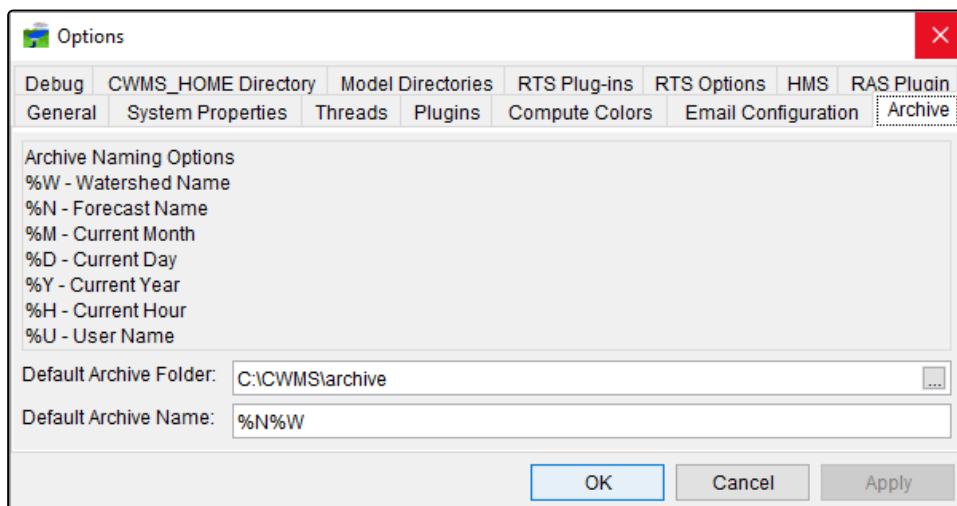 Options
Debug CWMS_HOME Directory Model Directories RTS Plug-ins RTS Options HMS RAS Plugin
General System Properties Threads Plugins Compute Colors Email Configuration Archive
Archive Naming Options
%W - Watershed Name
%N - Forecast Name
%M - Current Month
%D - Current Day
%Y - Current Year
%H - Current Hour
%U - User Name
Default Archive Folder: C:\CWMS\archive ...
Default Archive Name: %N%W
OK Cancel Apply